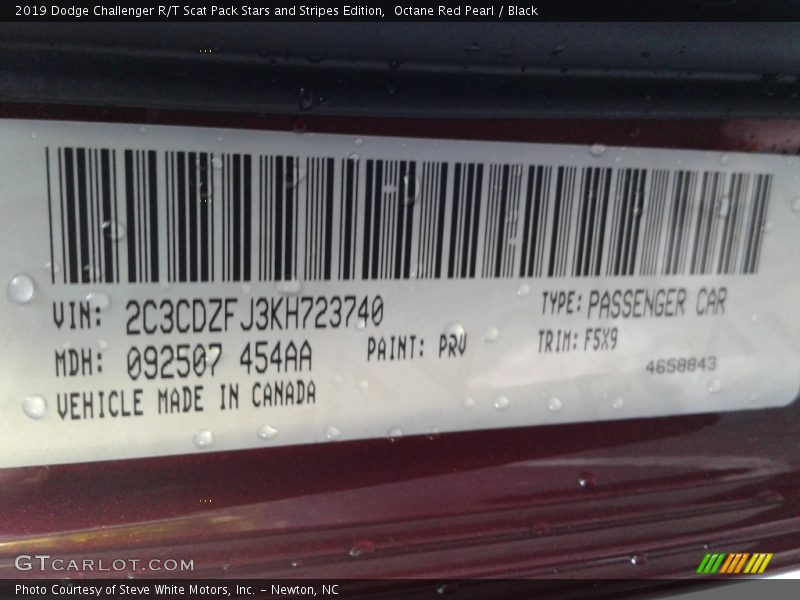 2019 Dodge Challenger R/T Scat Pack Stars and Stripes Edition,  Octane Red Pearl / Black
VIN: 2C3CDZFJ3KH723740 TYPE: PASSENGER CAR
MDH: 092507 454AA PAINT: PRV TRIM: F5X9
4658843
VEHICLE MADE IN CANADA
GTCARLOT.COM
Photo Courtesy of Steve White Motors, Inc. – Newton, NC